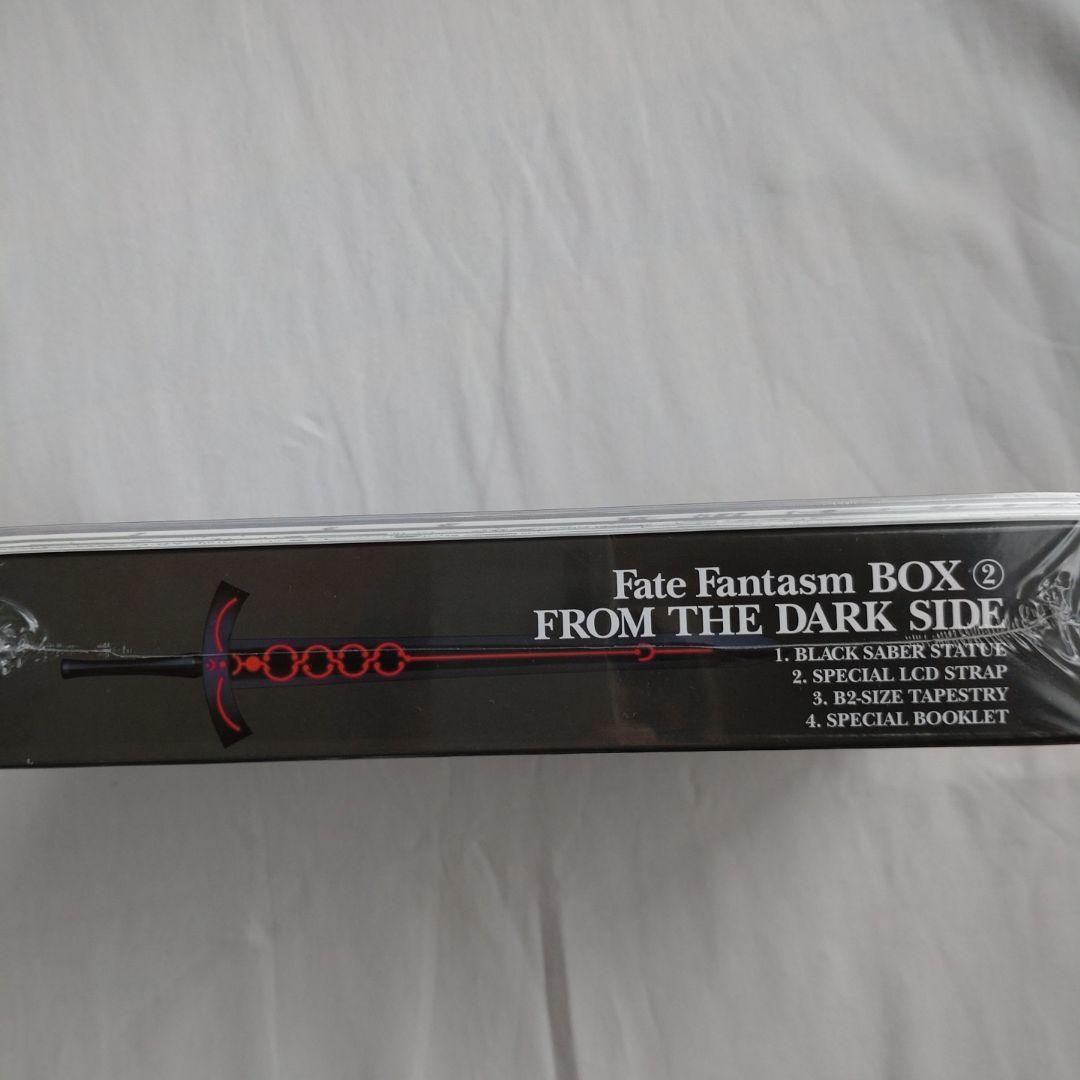 Fate Fantasm BOX ②
FROM THE DARK SIDE
1. BLACK SABER STATUE
2. SPECIAL LCD STRAP
3. B2-SIZE TAPESTRY
4. SPECIAL BOOKLET